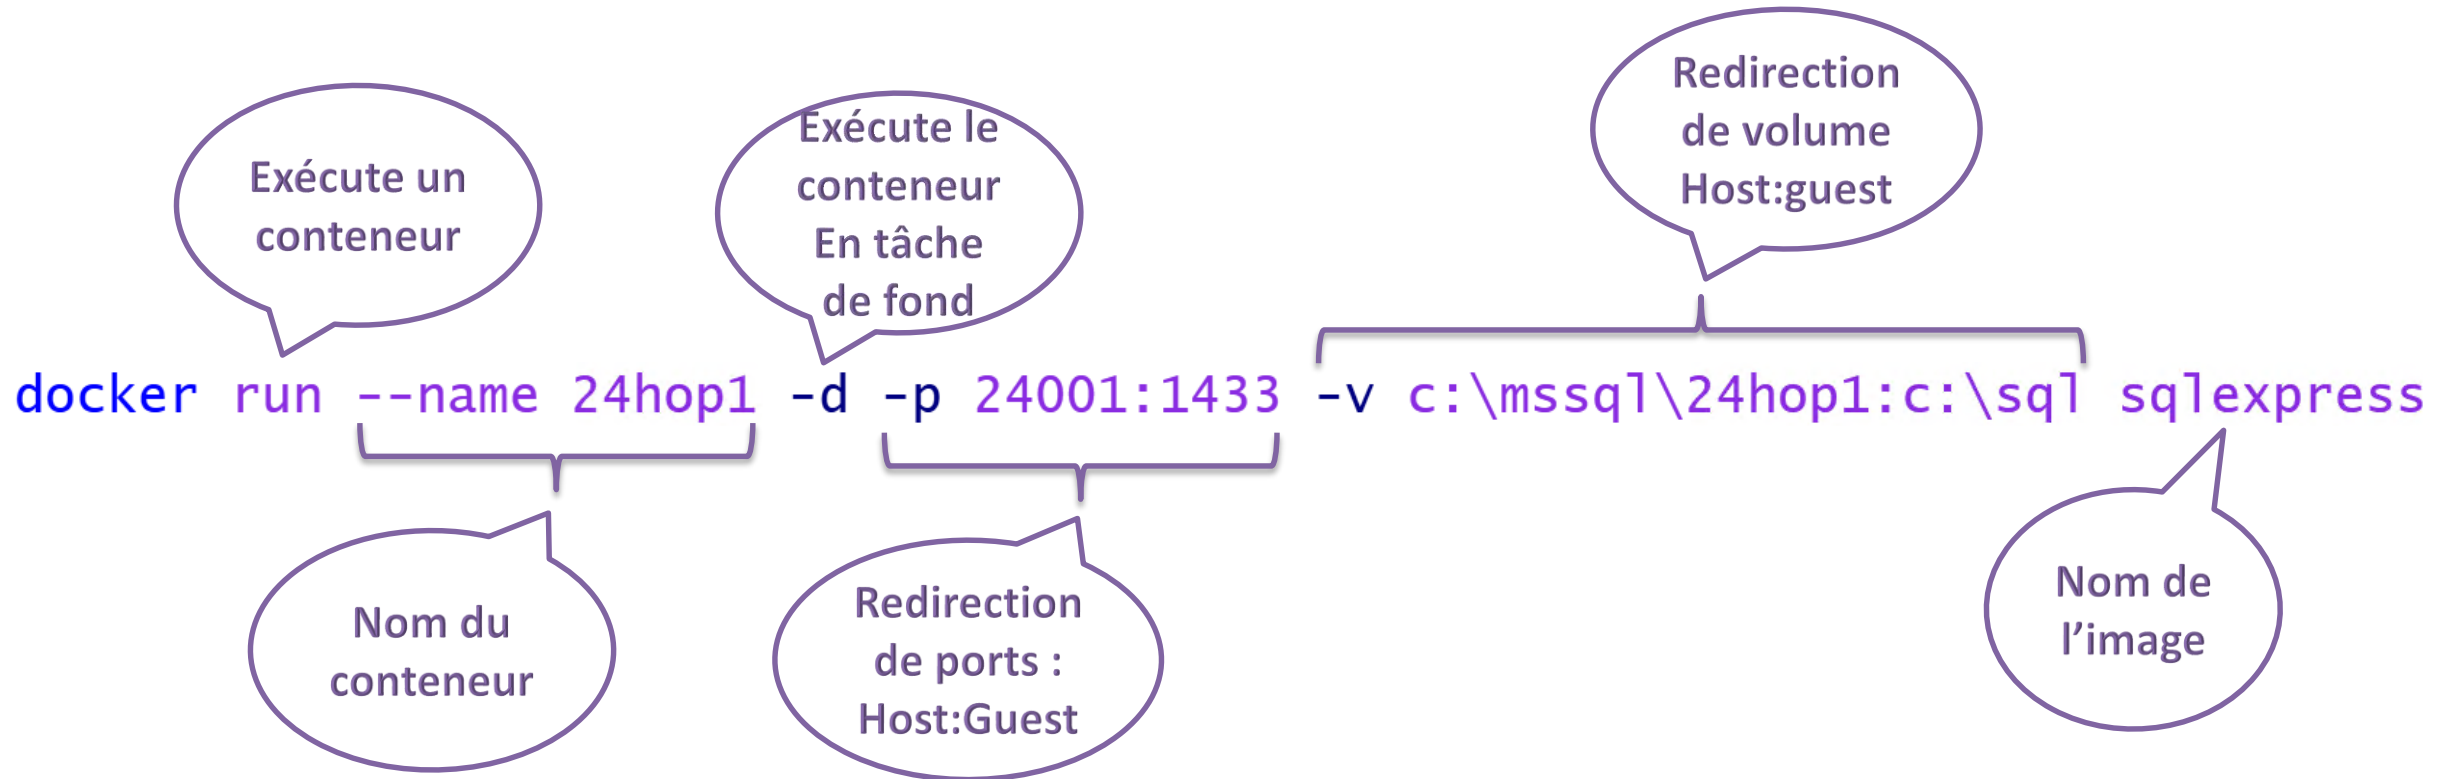 Exécute un
conteneur
Exécute le
conteneur
En tâche
de fond
Redirection
de volume
Host:guest
docker run --name 24hop1 -d -p 24001:1433 -v c:\mssql\24hop1:c:\sql sqlexpress
Nom du
conteneur
Redirection
de ports :
Host:Guest
Nom de
l’image